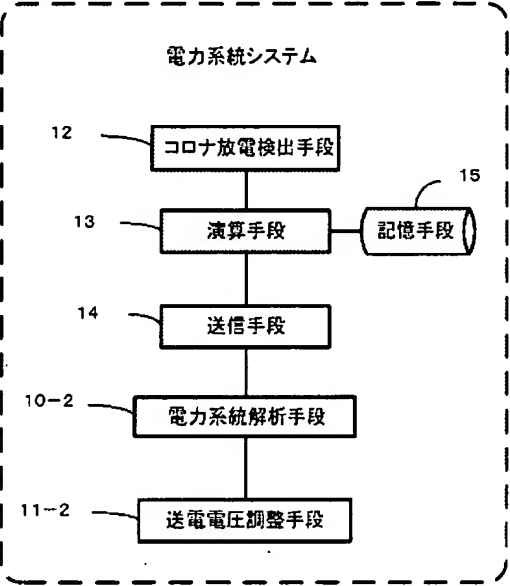 電力系統システム
12
コロナ放電検出手段
15
13
演算手段
記憶手段
14
送信手段
10-2
電力系統解析手段
11-2
送電電圧調整手段